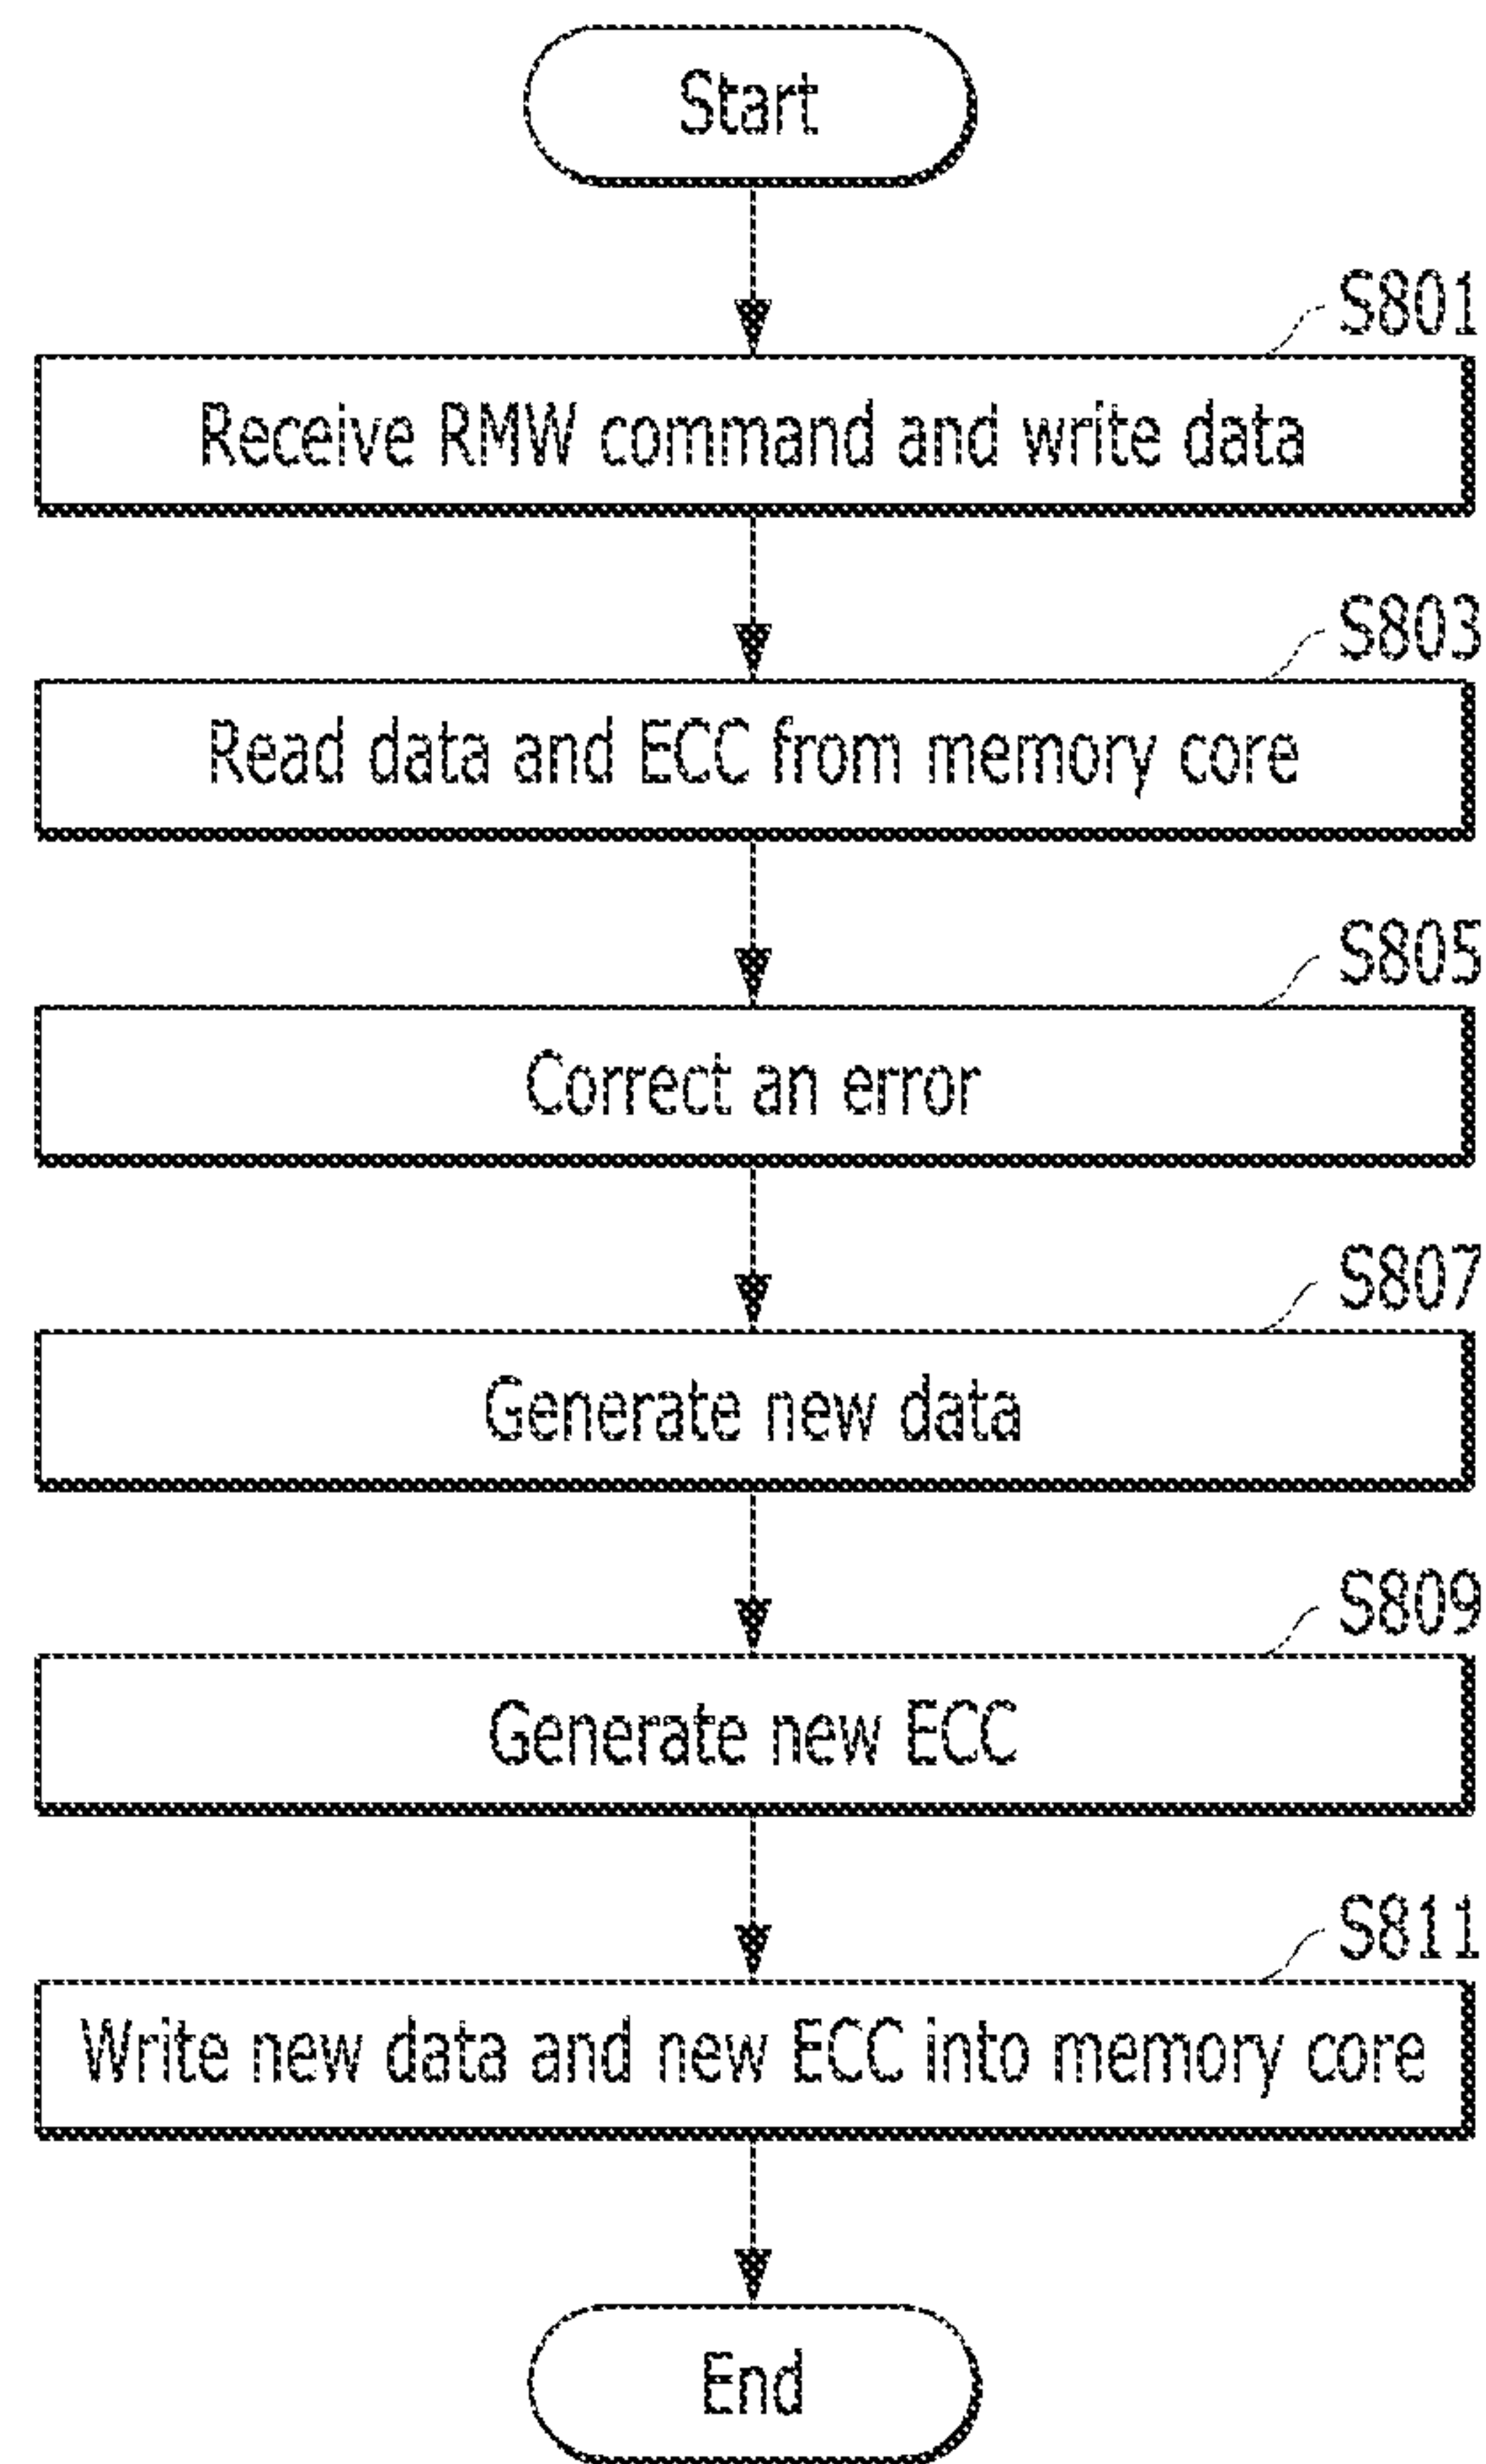 Start
S801
Receive RMW command and write data
S803
Read data and ECC from memory core
S805
Correct an error
S807
Generate new data
S809
Generate new ECC
S811
Write new data and new ECC into memory core
End